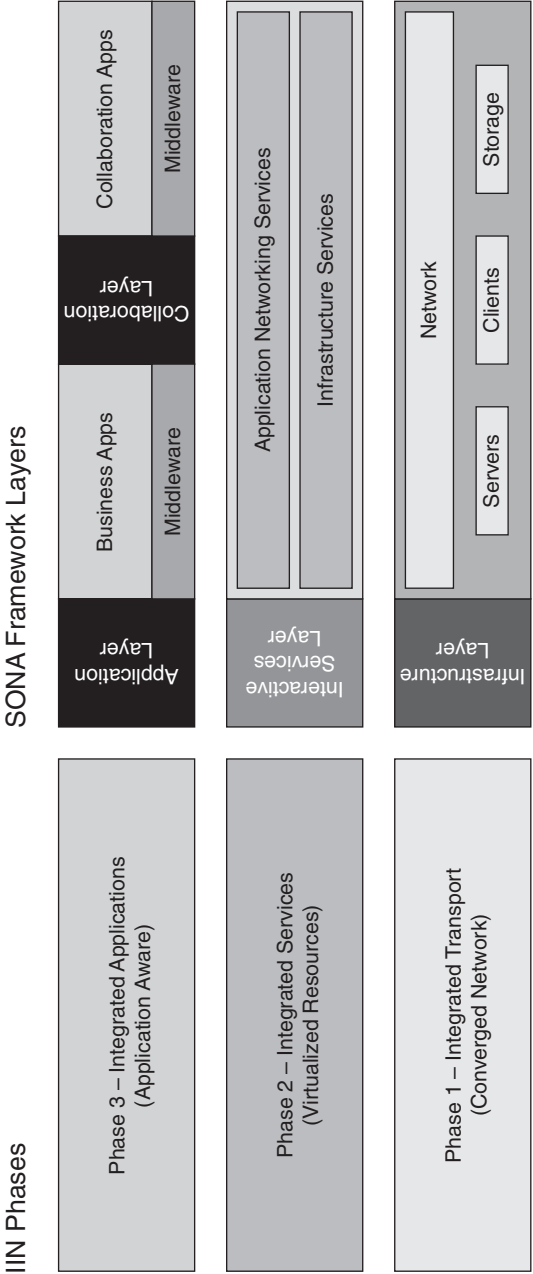 IIN Phases
SONA Framework Layers
Phase 3 – Integrated Applications
(Application Aware)
Application
Layer
Business Apps
Middleware
Collaboration
Layer
Collaboration Apps
Middleware
Phase 2 – Integrated Services
(Virtualized Resources)
Interactive
Services
Layer
Application Networking Services
Infrastructure Services
Phase 1 – Integrated Transport
(Converged Network)
Infrastructure
Layer
Network
Servers
Clients
Storage